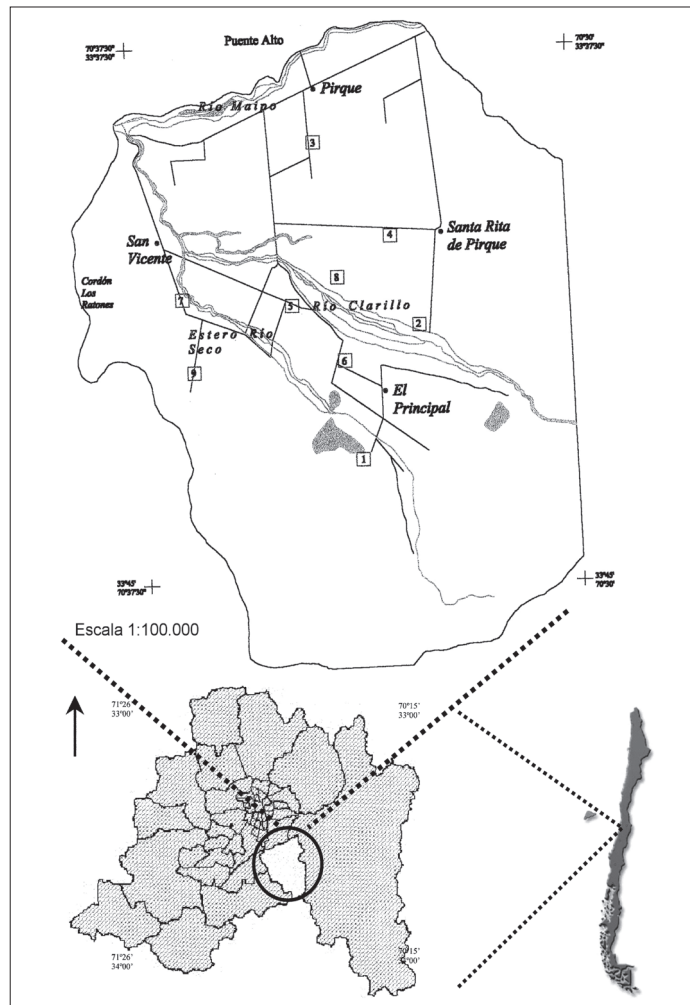 Puente Alto
70°37'30"
33°37'30"
70°30'
33°37'30"
Pirque
Río Maipo
3
4
Santa Rita
de Pirque
San
Vicente
8
Cordón
Los
Ratones
7
5
Río Clarillo
2
Estero Río
Seco
6
9
El
Principal
1
33°45'
70°37'30"
33°45'
70°30'
Escala 1:100.000
71°26'
33°00'
70°15'
33°00'
71°26'
34°00'
70°15'